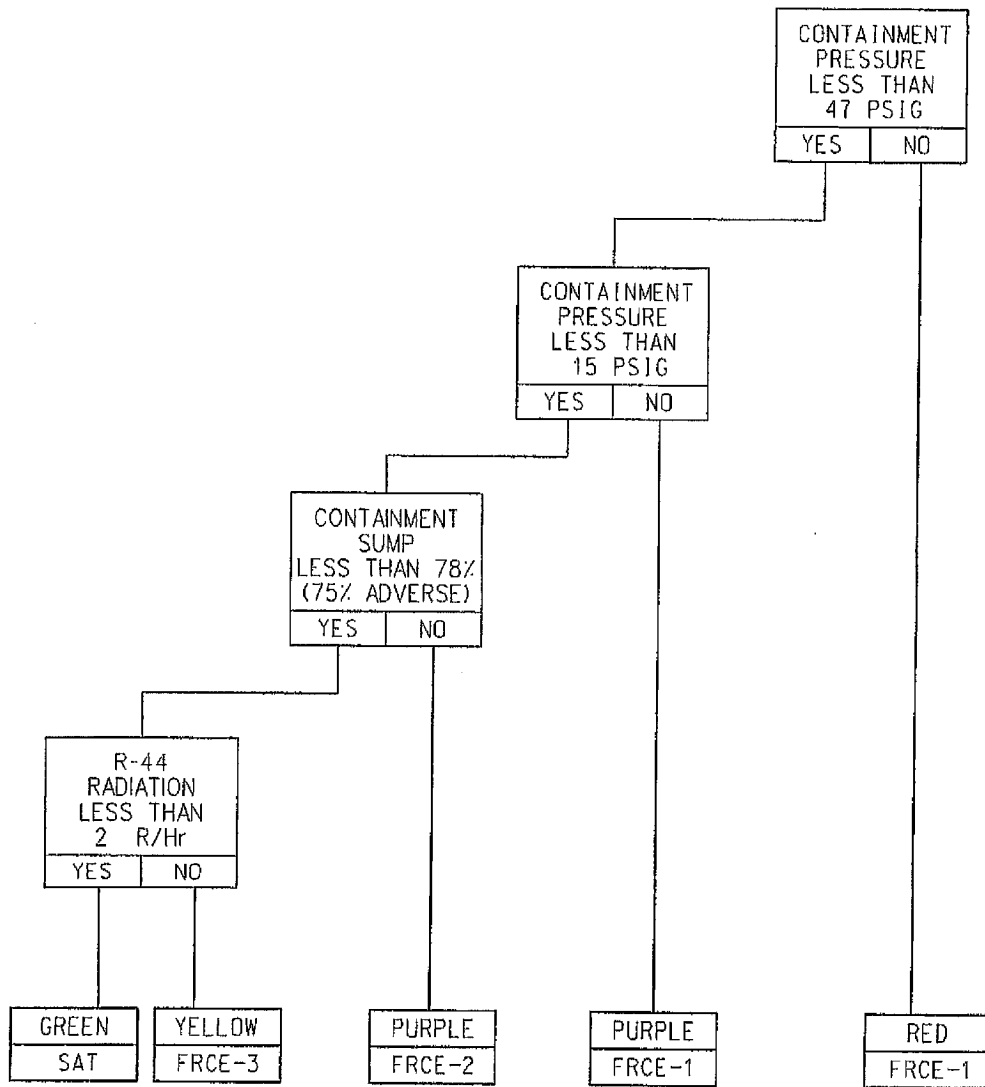 CONTAINMENT
PRESSURE
LESS THAN
47 PSIG
YES NO
CONTAINMENT
PRESSURE
LESS THAN
15 PSIG
YES NO
CONTAINMENT
SUMP
LESS THAN 78%
(75% ADVERSE)
YES NO
R-44
RADIATION
LESS THAN
2 R/Hr
YES NO
GREEN
SAT
YELLOW
FRCE-3
PURPLE
FRCE-2
PURPLE
FRCE-1
RED
FRCE-1